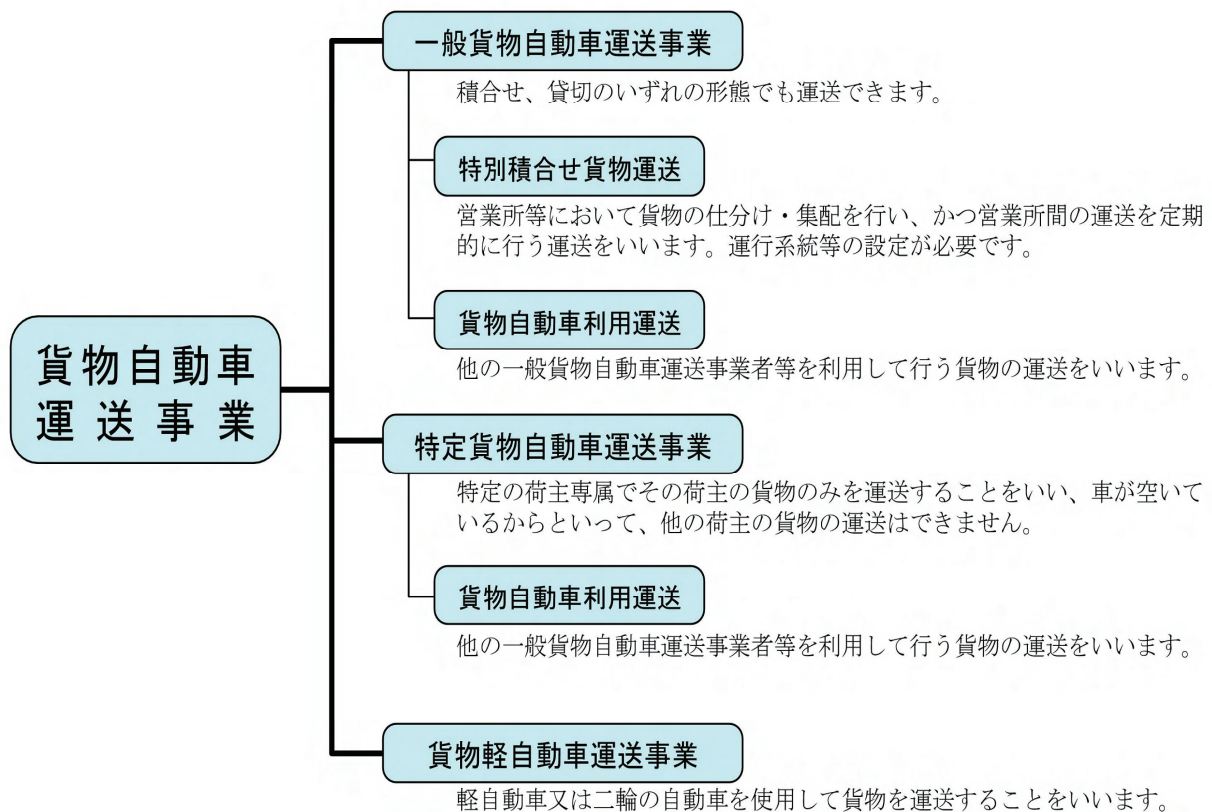 貨物自動車
運送事業
一般貨物自動車運送事業
積合せ、貸切のいずれの形態でも運送できます。
特別積合せ貨物運送
営業所等において貨物の仕分け・集配を行い、かつ営業所間の運送を定期
的に行う運送をいいます。運行系統等の設定が必要です。
貨物自動車利用運送
他の一般貨物自動車運送事業者等を利用して行う貨物の運送をいいます。
特定貨物自動車運送事業
特定の荷主専属でその荷主の貨物のみを運送することをいい、車が空いて
いるからといって、他の荷主の貨物の運送はできません。
貨物自動車利用運送
他の一般貨物自動車運送事業者等を利用して行う貨物の運送をいいます。
貨物軽自動車運送事業
軽自動車又は二輪の自動車を使用して貨物を運送することをいいます。